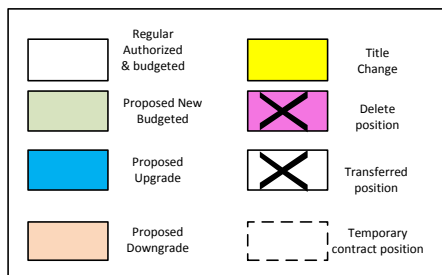 Regular
Authorized
& budgeted
Title
Change
Proposed New
Budgeted
Delete
position
Proposed
Upgrade
Transferred
position
Proposed
Downgrade
Temporary
contract position